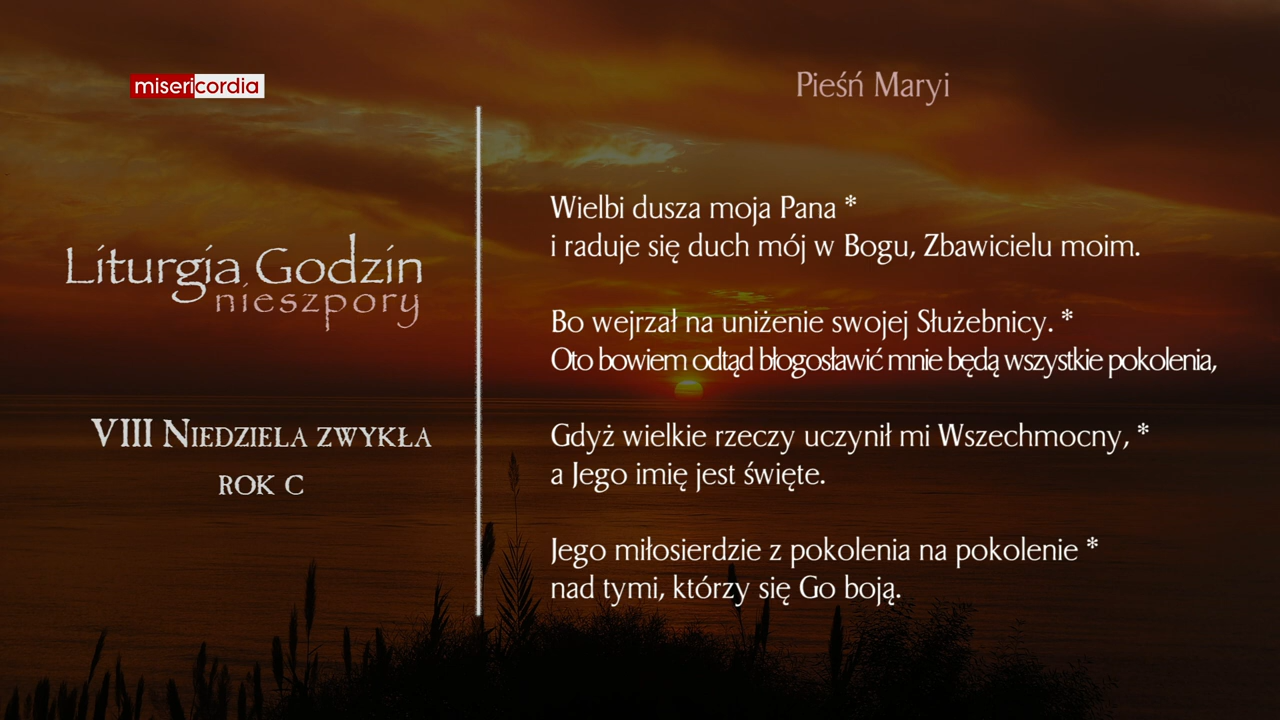 misericordia
Liturgia Godzin
nieszpory
VIII Niedziela zwykła
rok C
Pieśń Maryi
Wielbi dusza moja Pana *
i raduje się duch mój w Bogu, Zbawicielu moim.
Bo wejrzał na uniżenie swojej Służebnicy. *
Oto bowiem odtąd błogosławić mnie będą wszystkie pokolenia,
Gdyż wielkie rzeczy uczynił mi Wszechmocny, *
a Jego imię jest święte.
Jego miłosierdzie z pokolenia na pokolenie *
nad tymi, którzy się Go boją.